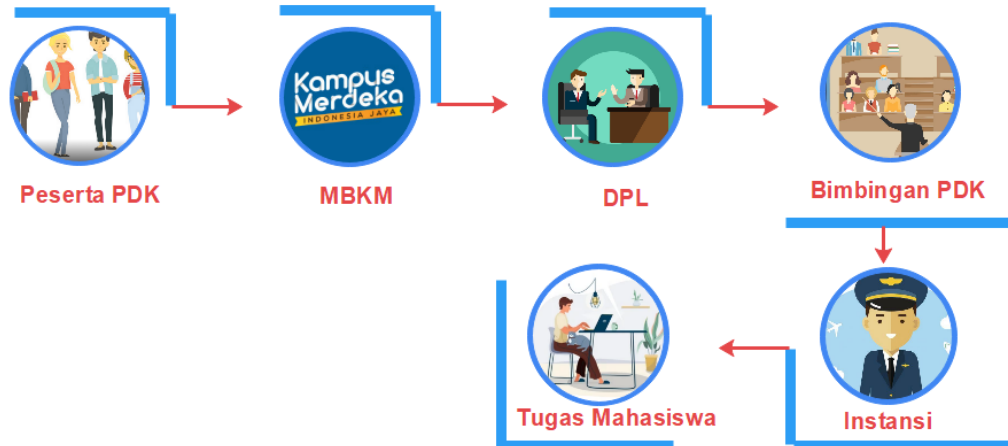 Kampus
Merdeka
INDONESIA JAYA
Peserta PDK
MBKM
DPL
Bimbingan PDK
Tugas Mahasiswa
Instansi